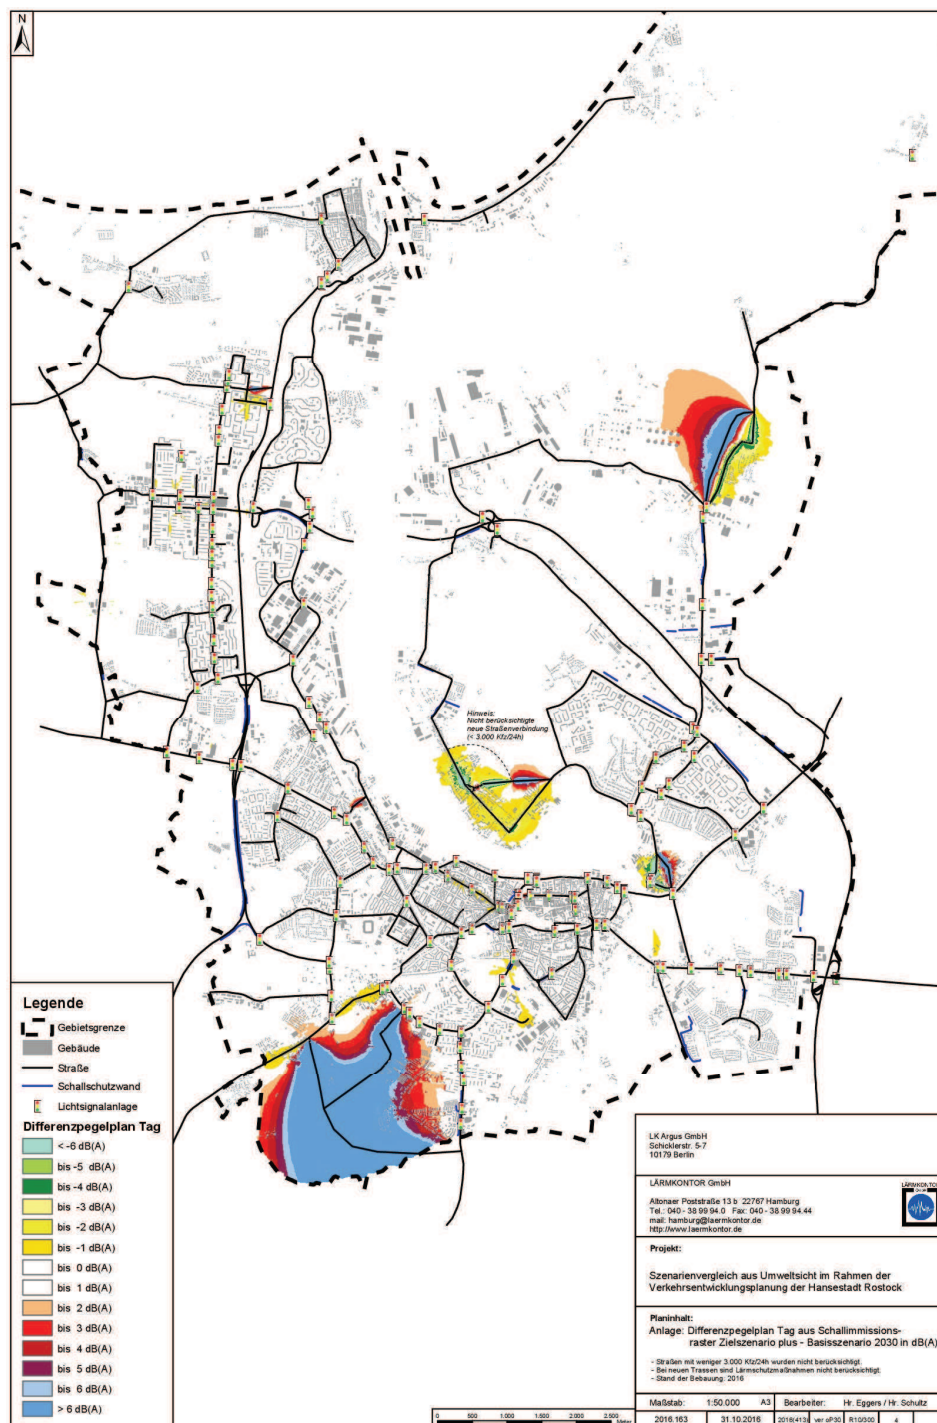 N
Hinweis:
Nicht berücksichtigte
neue Straßenverbindung
(< 3.000 Kfz/24h)
Legende
Gebietsgrenze
Gebäude
Straße
Schallschutzwand
Lichtsignalanlage
Differenzpegelplan Tag
< -6 dB(A)
bis -5 dB(A)
bis -4 dB(A)
bis -3 dB(A)
bis -2 dB(A)
bis -1 dB(A)
bis 0 dB(A)
bis 1 dB(A)
bis 2 dB(A)
bis 3 dB(A)
bis 4 dB(A)
bis 5 dB(A)
bis 6 dB(A)
> 6 dB(A)
0 500 1.000 1.500 2.000 2.500
Meter
LK Argus GmbH
Schicklerstr. 5-7
10179 Berlin
LÄRMKONTOR GmbH
Altonaer Poststraße 13 b 22767 Hamburg
Tel.: 040 - 38 99 94.0 Fax: 040 - 38 99 94.44
mail: hamburg@laermkontor.de
http://www.laermkontor.de
LÄRMKONTOR
Projekt:
Szenarienvergleich aus Umweltsicht im Rahmen der
Verkehrsentwicklungsplanung der Hansestadt Rostock
Planinhalt:
Anlage: Differenzpegelplan Tag aus Schallimmissions-
raster Zielszenario plus - Basisszenario 2030 in dB(A)
- Straßen mit weniger 3.000 Kfz/24h wurden nicht berücksichtigt
- Bei neuen Trassen sind Lärmschutzmaßnahmen nicht berücksichtigt
- Stand der Bebauung: 2016
Maßstab: 1:50.000 A3 Bearbeiter: Hr. Eggers / Hr. Schultz
2016.163 31.10.2016 R10/300 4